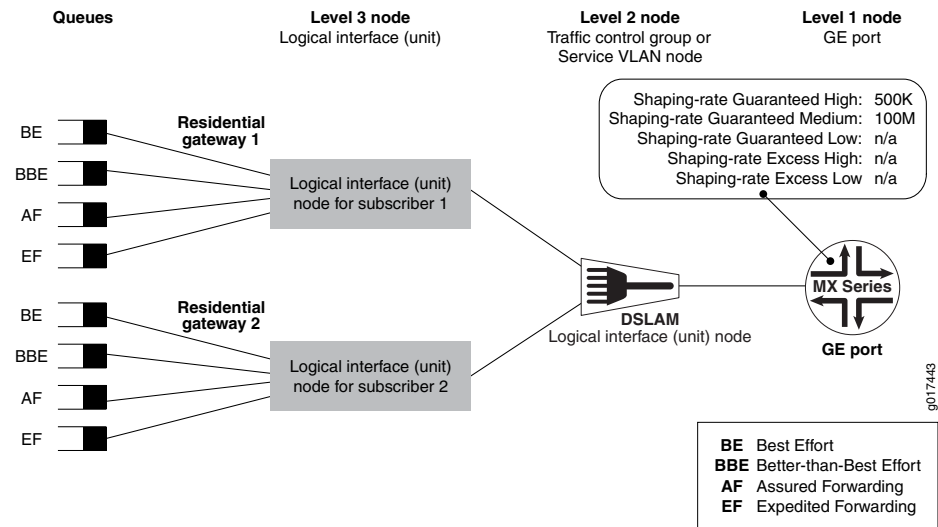 Queues
Level 3 node
Logical interface (unit)
Level 2 node
Traffic control group or
Service VLAN node
Level 1 node
GE port
Shaping-rate Guaranteed High: 500K
Shaping-rate Guaranteed Medium: 100M
Shaping-rate Guaranteed Low: n/a
Shaping-rate Excess High: n/a
Shaping-rate Excess Low n/a
BE
BBE
AF
EF
Residential
gateway 1
Logical interface (unit)
node for subscriber 1
BE
BBE
AF
EF
Residential
gateway 2
Logical interface (unit)
node for subscriber 2
DSLAM
Logical interface (unit) node
MX Series
GE port
g017443
BE Best Effort
BBE Better-than-Best Effort
AF Assured Forwarding
EF Expedited Forwarding